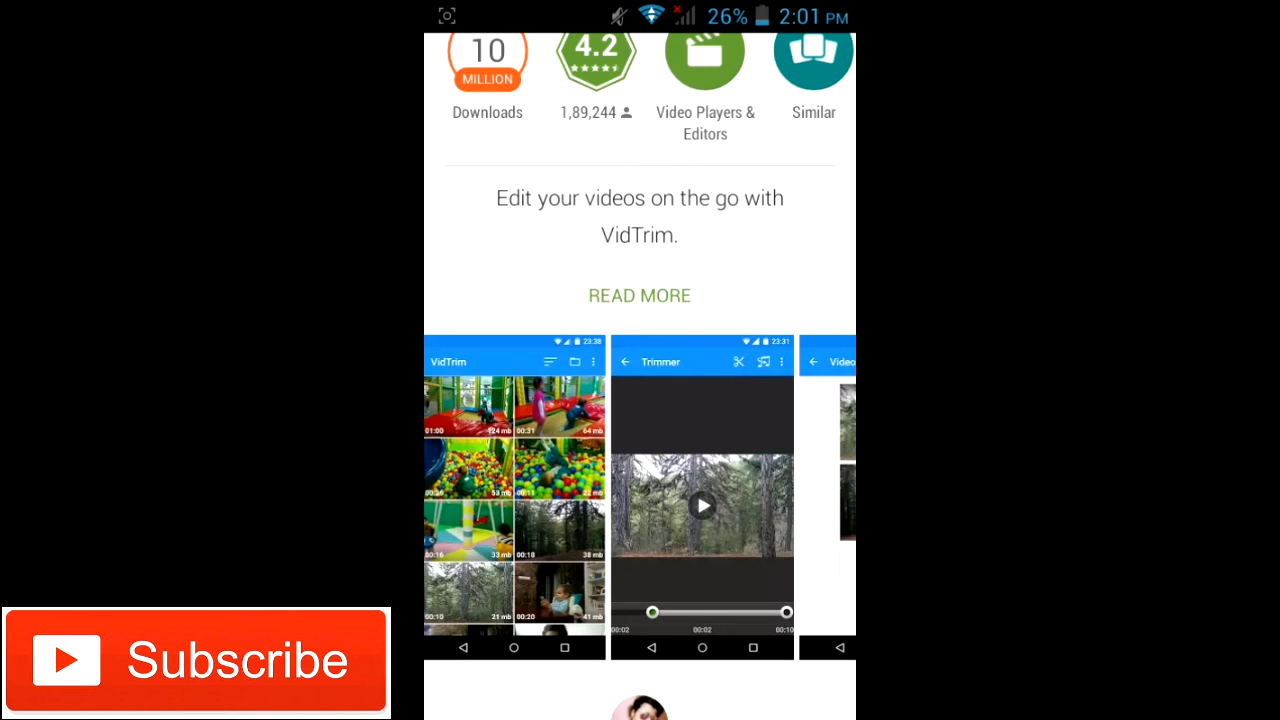 26% 2:01 PM
10
MILLION
4.2
Downloads
1,89,244
Video Players &
Editors
Similar
Edit your videos on the go with
VidTrim.
READ MORE
23:38
VidTrim
01:00 124 mb
00:31 64 mb
00:20 53 mb
00:11 22 mb
00:16 33 mb
00:18 38 mb
00:10 21 mb
00:20 41 mb
23:31
Trimmer
00:02 00:02 00:10
Video
Subscribe